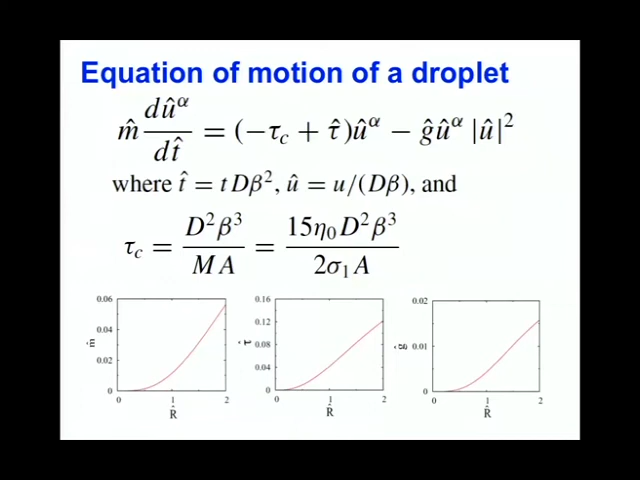 Equation of motion of a droplet
m̂ dû^α/dt̂ = (−τ_c + τ̂)û^α − ĝû^α |û|²
where t̂ = tDβ², û = u/(Dβ), and
τ_c = D²β³/MA = 15η₀D²β³/2σ₁A
0.06
0.04
0.02
0
m̂
0 1 2
R̂
0.16
0.12
0.08
0.04
0
τ̂
0 1 2
R̂
0.02
0.01
0
ĝ
0 1 2
R̂